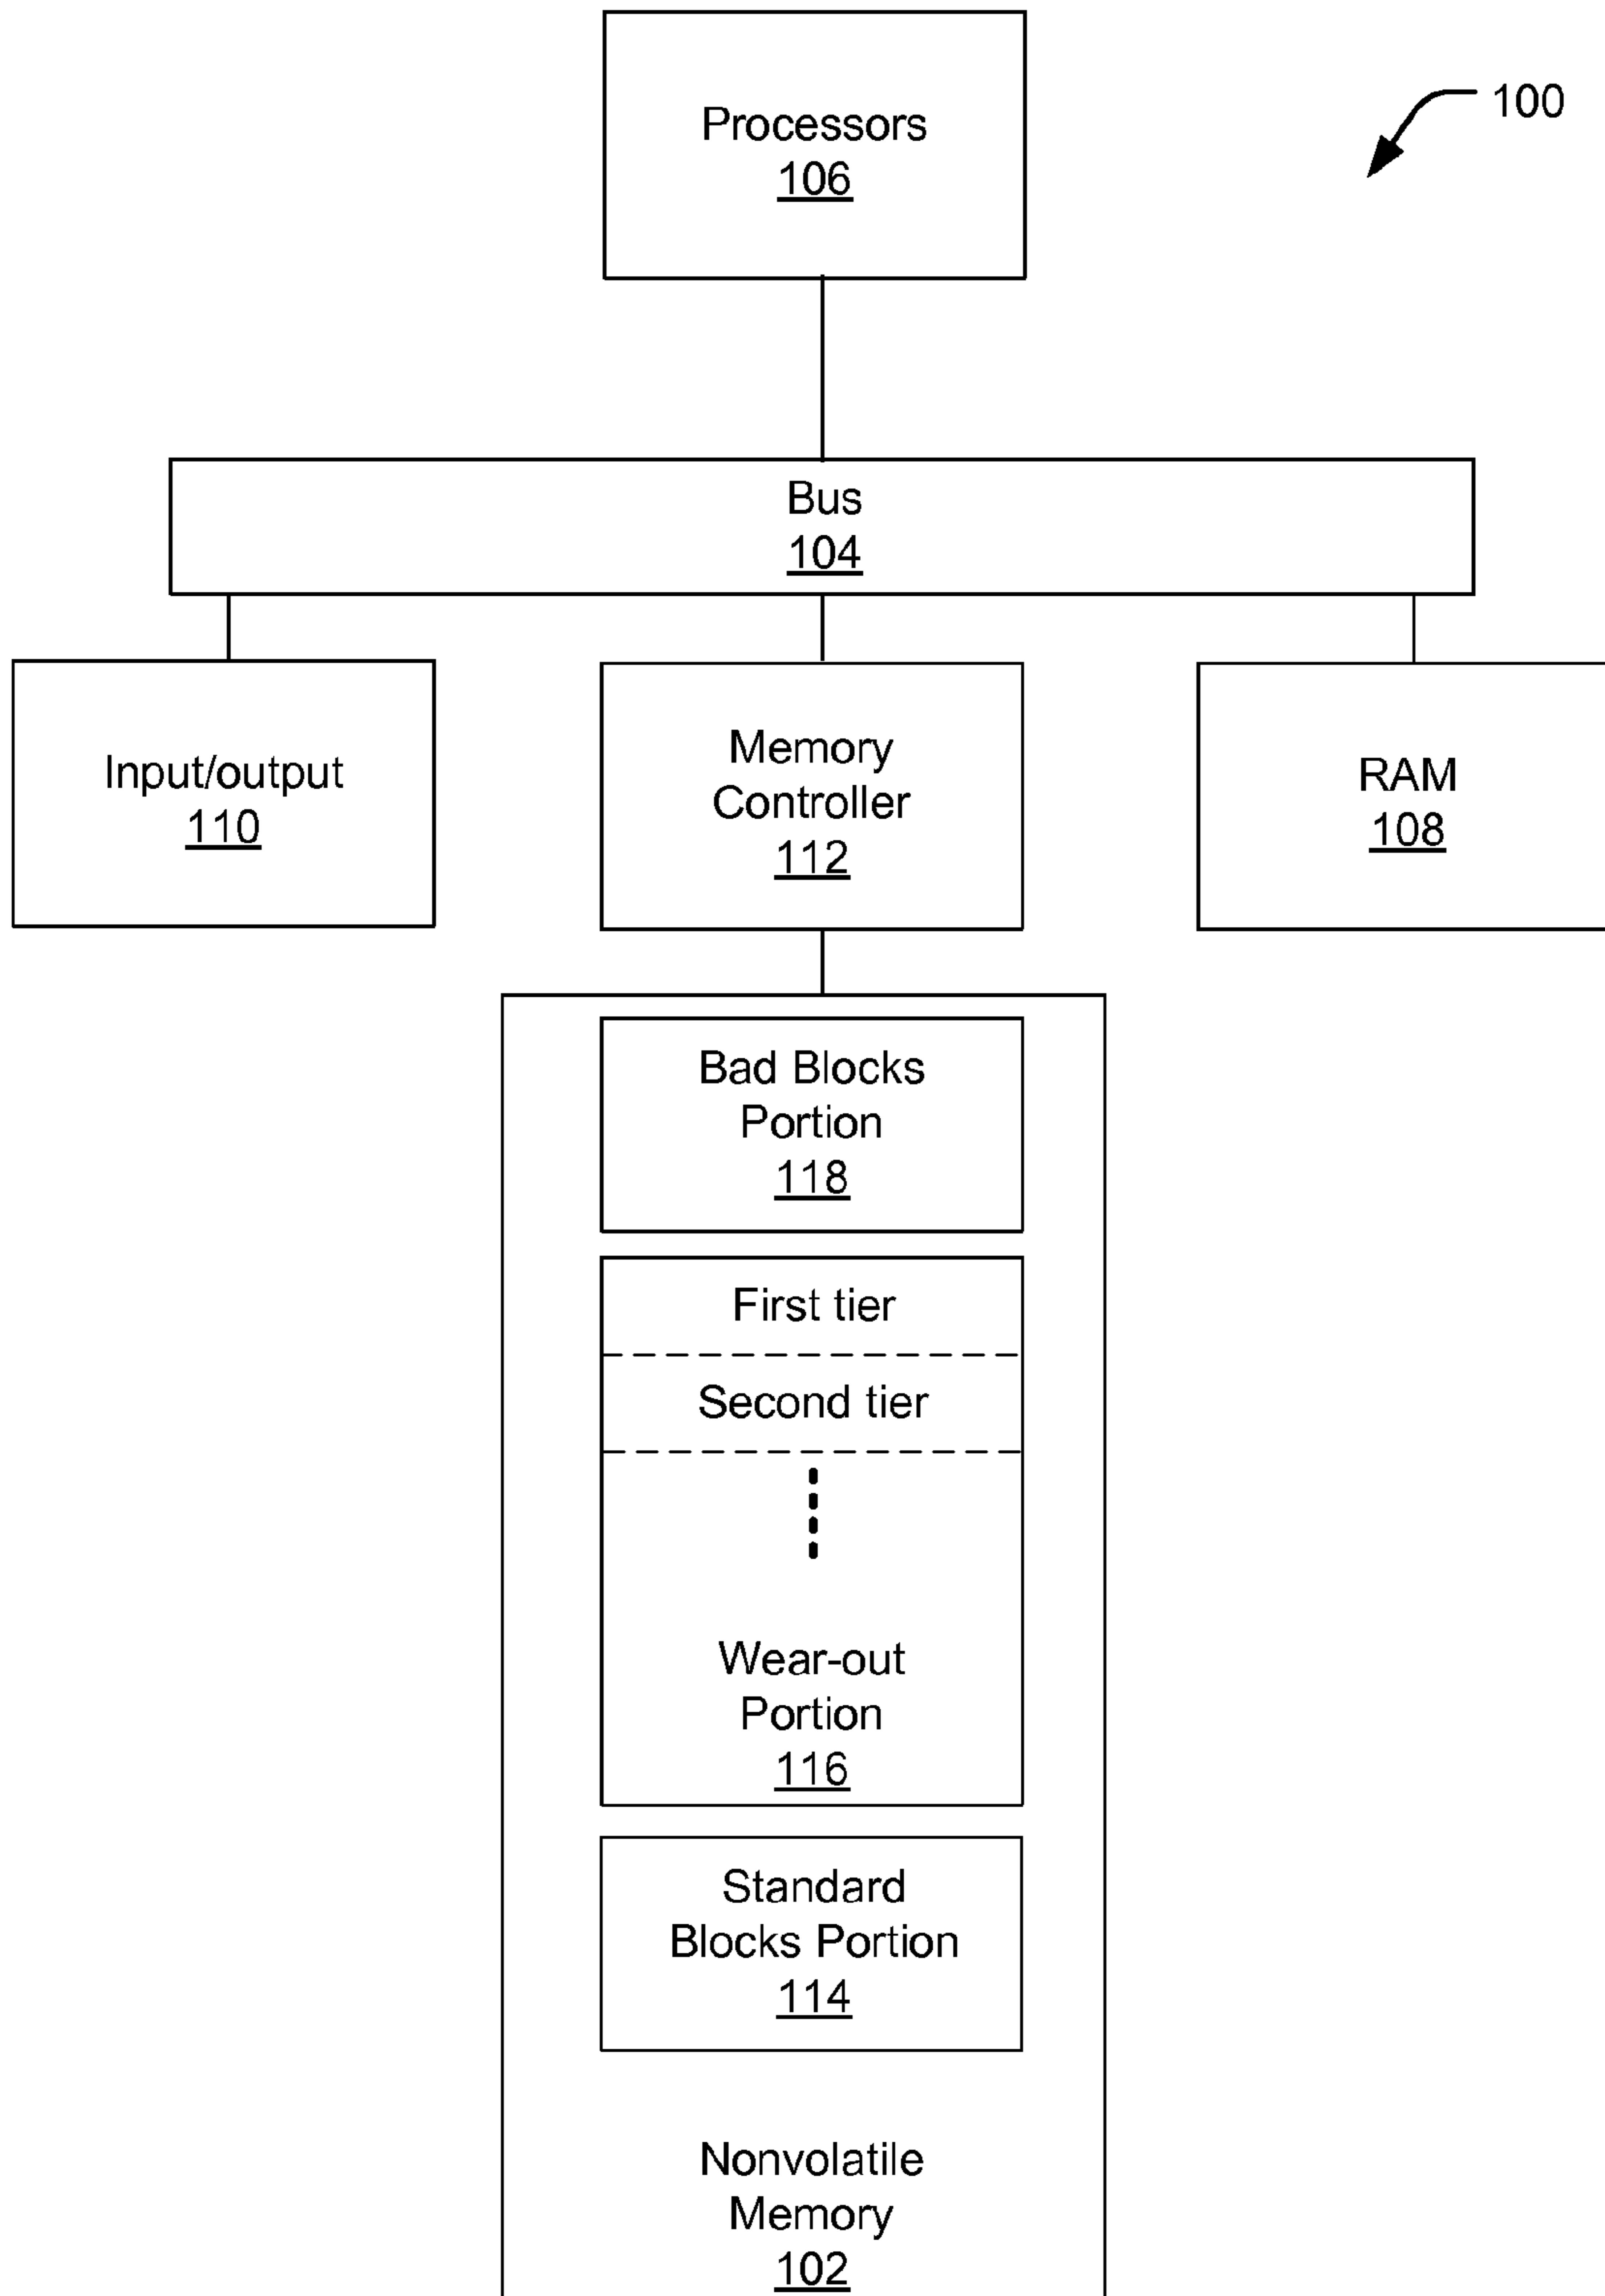 Processors
106
100
Bus
104
Input/output
110
Memory
Controller
112
RAM
108
Bad Blocks
Portion
118
First tier
Second tier
Wear-out
Portion
116
Standard
Blocks Portion
114
Nonvolatile
Memory
102